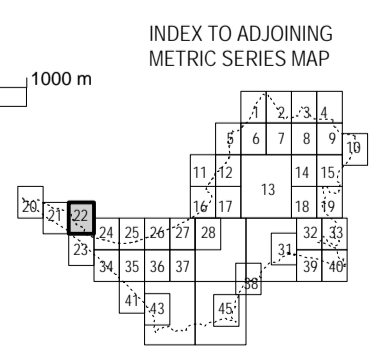 INDEX TO ADJOINING
METRIC SERIES MAP
1000 m
1 2 3 4
5 6 7 8 9 10
11 12 13 14 15
16 17 18 19
20 21 22
23 24 25 26 27 28 31 32 33
34 35 36 37 38 39 40
41 43 45